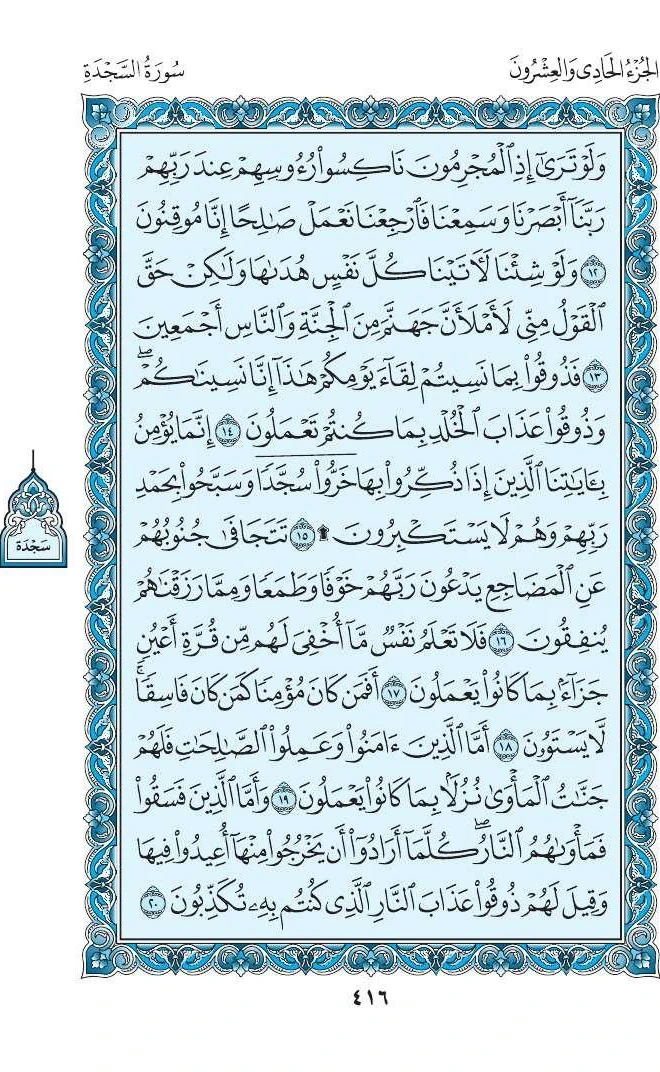 الجُزْءُ الحَادِي وَالعِشْرُونَ
سُورَةُ السَّجْدَةِ
وَلَوْ تَرَىٰٓ إِذِ ٱلْمُجْرِمُونَ نَاكِسُوا۟ رُءُوسِهِمْ عِندَ رَبِّهِمْ
رَبَّنَآ أَبْصَرْنَا وَسَمِعْنَا فَٱرْجِعْنَا نَعْمَلْ صَـٰلِحًا إِنَّا مُوقِنُونَ
١٢ وَلَوْ شِئْنَا لَـَٔاتَيْنَا كُلَّ نَفْسٍ هُدَىٰهَا وَلَـٰكِنْ حَقَّ
ٱلْقَوْلُ مِنِّى لَأَمْلَأَنَّ جَهَنَّمَ مِنَ ٱلْجِنَّةِ وَٱلنَّاسِ أَجْمَعِينَ
١٣ فَذُوقُوا۟ بِمَا نَسِيتُمْ لِقَآءَ يَوْمِكُمْ هَـٰذَآ إِنَّا نَسِينَـٰكُمْ ۖ
وَذُوقُوا۟ عَذَابَ ٱلْخُلْدِ بِمَا كُنتُمْ تَعْمَلُونَ ١٤ إِنَّمَا يُؤْمِنُ
بِـَٔايَـٰتِنَا ٱلَّذِينَ إِذَا ذُكِّرُوا۟ بِهَا خَرُّوا۟ سُجَّدًا وَسَبَّحُوا۟ بِحَمْدِ
رَبِّهِمْ وَهُمْ لَا يَسْتَكْبِرُونَ ۩ ١٥ تَتَجَافَىٰ جُنُوبُهُمْ
سَجْدَة
عَنِ ٱلْمَضَاجِعِ يَدْعُونَ رَبَّهُمْ خَوْفًا وَطَمَعًا وَمِمَّا رَزَقْنَـٰهُمْ
يُنفِقُونَ ١٦ فَلَا تَعْلَمُ نَفْسٌ مَّآ أُخْفِىَ لَهُم مِّن قُرَّةِ أَعْيُنٍ
جَزَآءًۢ بِمَا كَانُوا۟ يَعْمَلُونَ ١٧ أَفَمَن كَانَ مُؤْمِنًا كَمَن كَانَ فَاسِقًا ۚ
لَّا يَسْتَوُۥنَ ١٨ أَمَّا ٱلَّذِينَ ءَامَنُوا۟ وَعَمِلُوا۟ ٱلصَّـٰلِحَـٰتِ فَلَهُمْ
جَنَّـٰتُ ٱلْمَأْوَىٰ نُزُلًۢا بِمَا كَانُوا۟ يَعْمَلُونَ ١٩ وَأَمَّا ٱلَّذِينَ فَسَقُوا۟
فَمَأْوَىٰهُمُ ٱلنَّارُ ۖ كُلَّمَآ أَرَادُوٓا۟ أَن يَخْرُجُوا۟ مِنْهَآ أُعِيدُوا۟ فِيهَا
وَقِيلَ لَهُمْ ذُوقُوا۟ عَذَابَ ٱلنَّارِ ٱلَّذِى كُنتُم بِهِۦ تُكَذِّبُونَ ٢٠
٤١٦